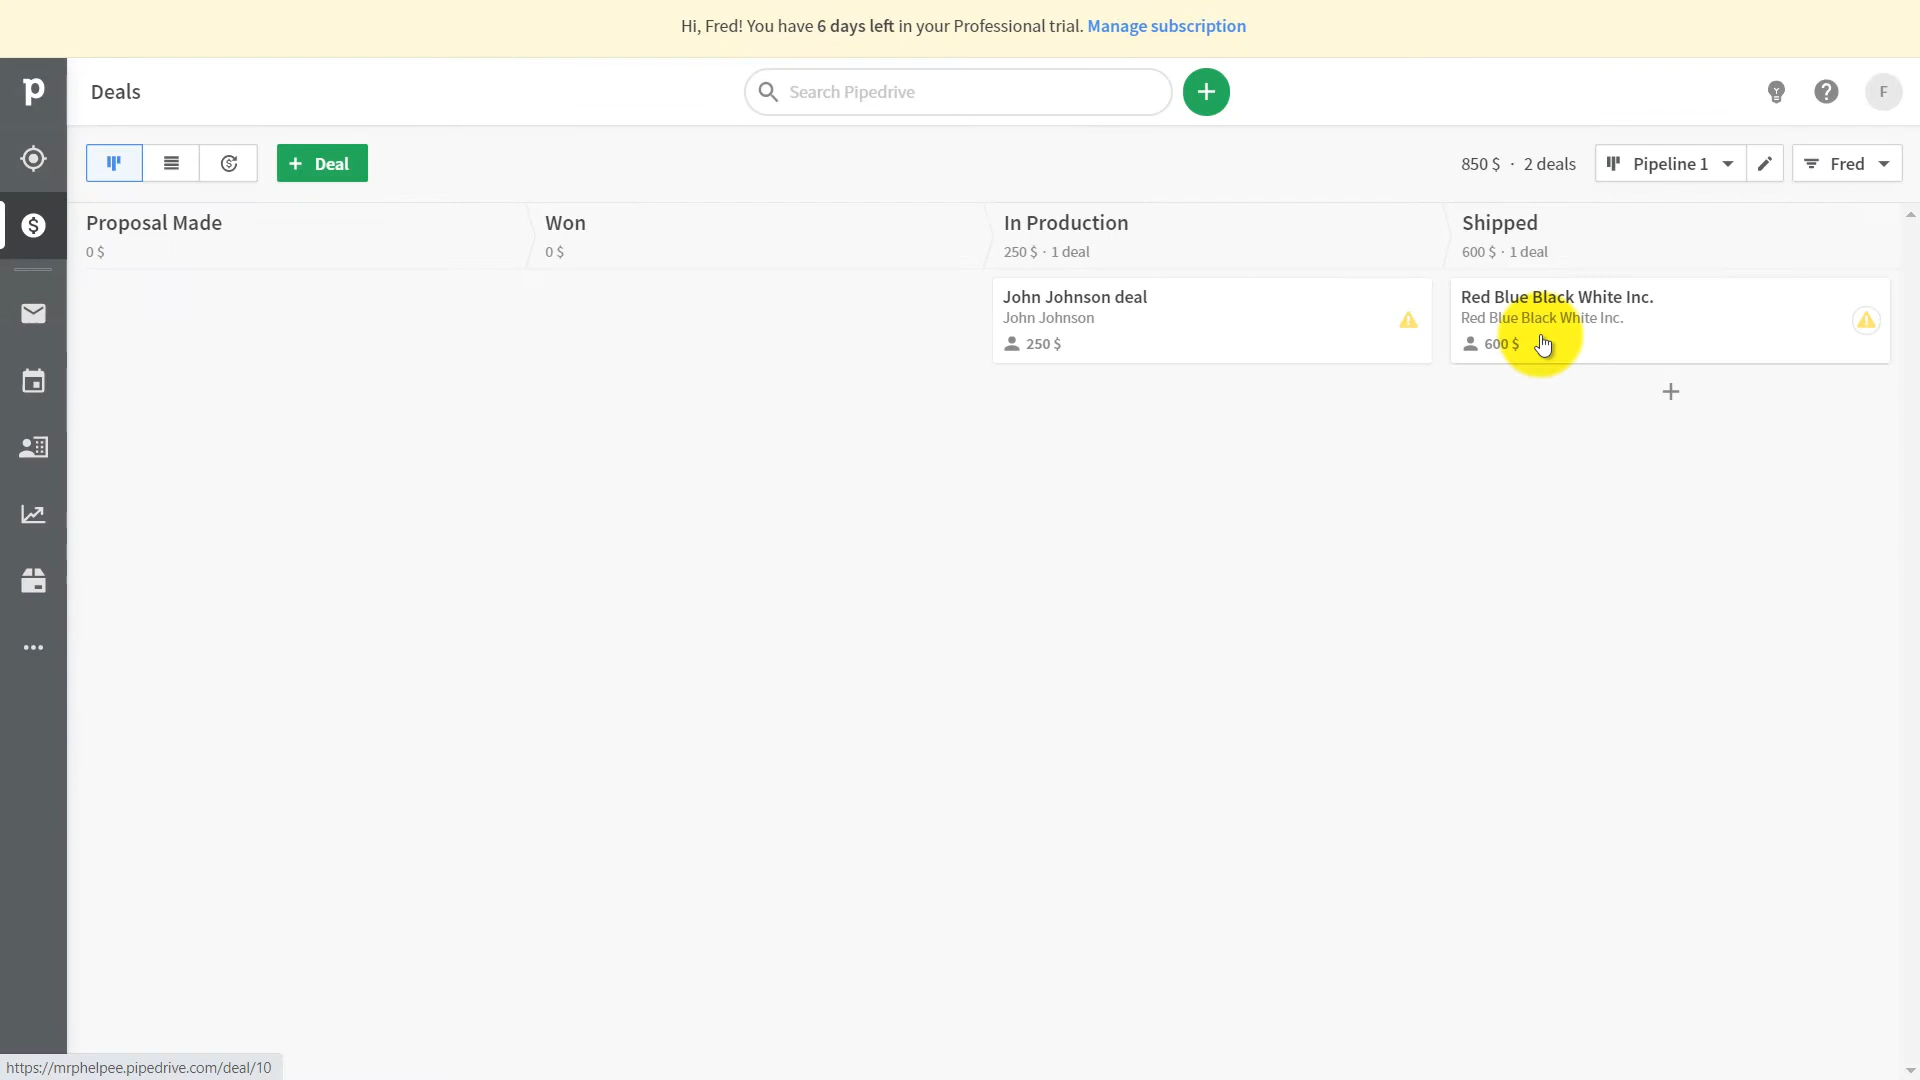 Hi, Fred! You have 6 days left in your Professional trial. Manage subscription
p
Deals
Search Pipedrive
F
Deal
850 $ · 2 deals
Pipeline 1
Fred
Proposal Made
0 $
Won
0 $
In Production
250 $ · 1 deal
Shipped
600 $ · 1 deal
John Johnson deal
John Johnson
250 $
Red Blue Black White Inc.
Red Blue Black White Inc.
600 $
https://mrphelpee.pipedrive.com/deal/10